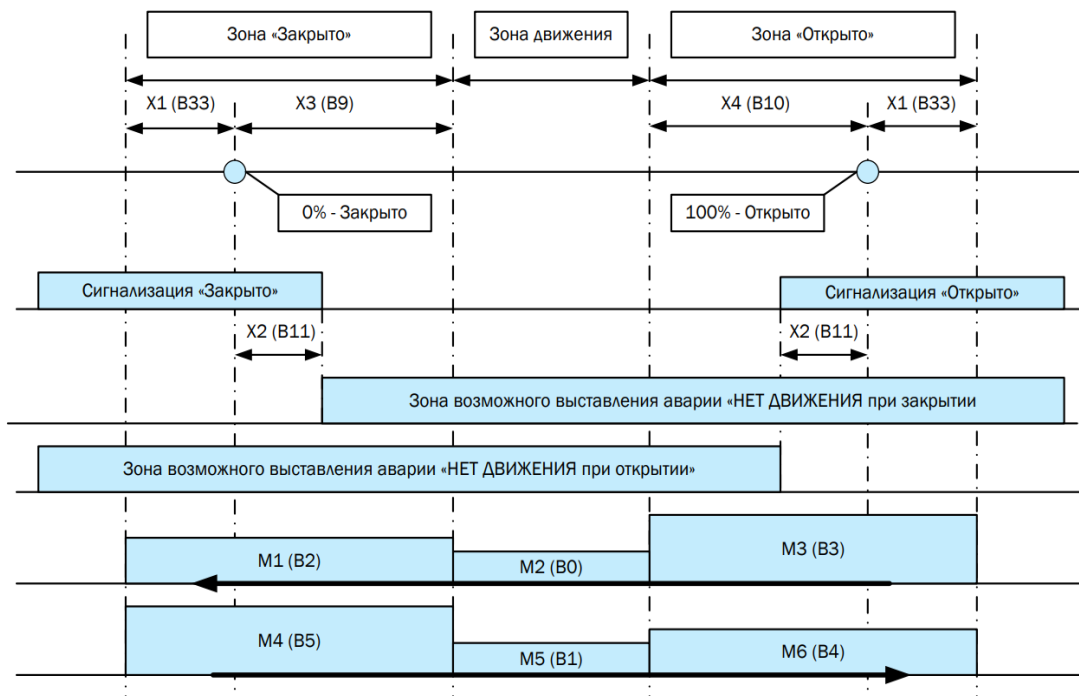 Зона «Закрыто»
Зона движения
Зона «Открыто»
X1 (B33)
X3 (B9)
X4 (B10)
X1 (B33)
0% - Закрыто
100% - Открыто
Сигнализация «Закрыто»
Сигнализация «Открыто»
X2 (B11)
X2 (B11)
Зона возможного выставления аварии «НЕТ ДВИЖЕНИЯ при закрытии
Зона возможного выставления аварии «НЕТ ДВИЖЕНИЯ при открытии»
M1 (B2)
M2 (B0)
M3 (B3)
M4 (B5)
M5 (B1)
M6 (B4)